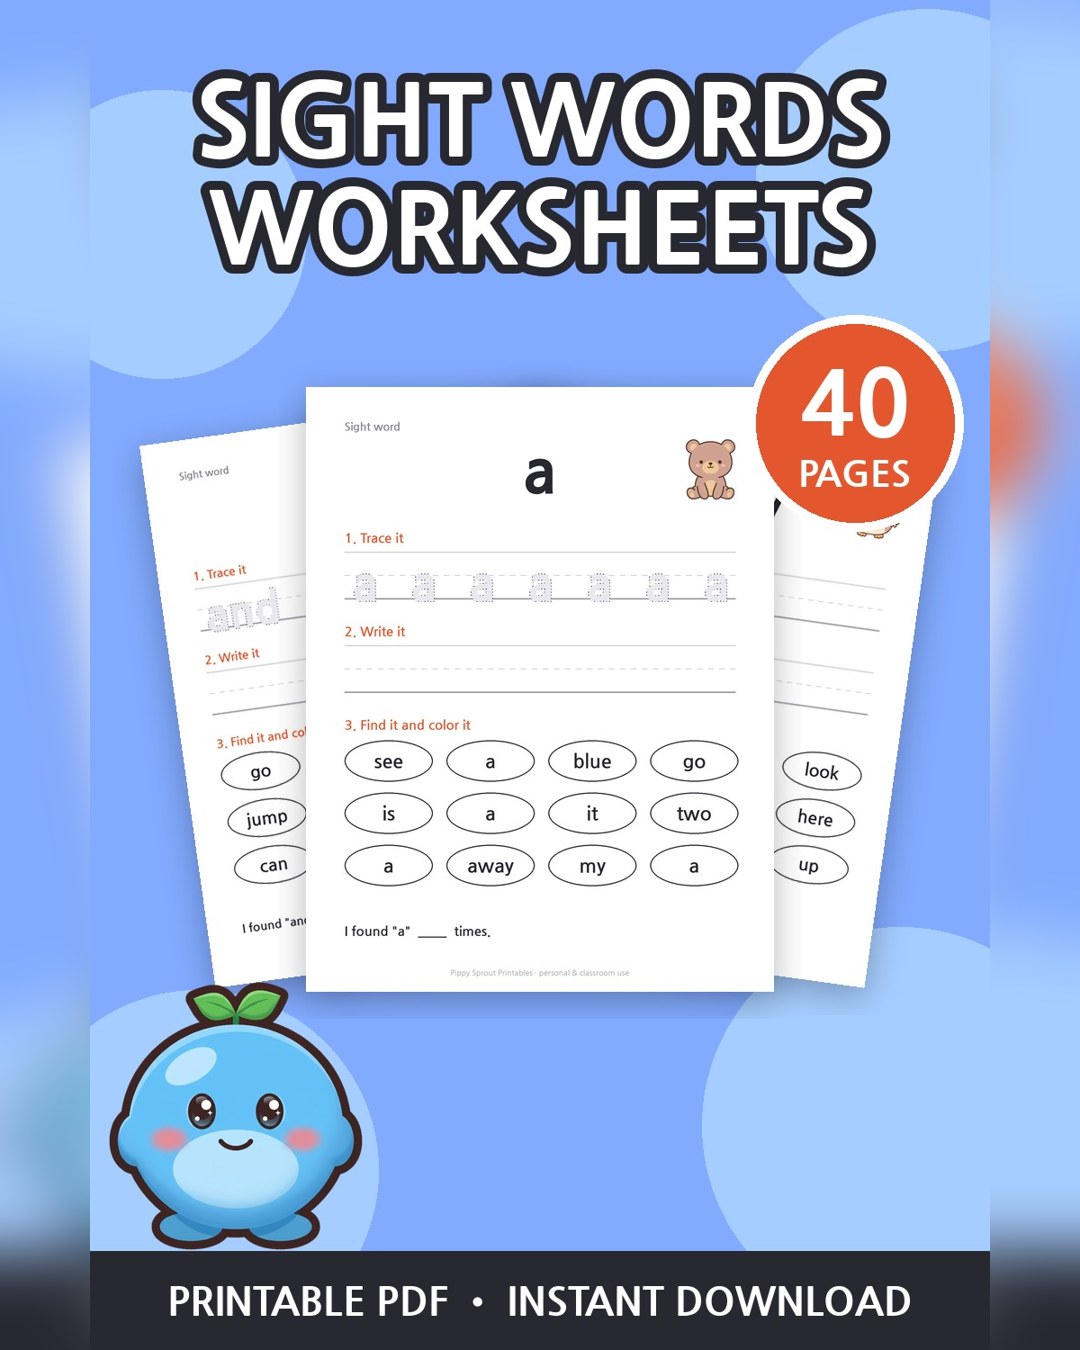 SIGHT WORDS
WORKSHEETS
40
PAGES
Sight word
1. Trace it
and
2. Write it
3. Find it and
go
jump
can
I found
Sight word
a
1. Trace it
a a a a a a a
2. Write it
3. Find it and color it
see a blue go
is a it two
a away my a
I found "a" ____ times.
Pippy Sprout Printables · personal & classroom use
look
here
up
PRINTABLE PDF • INSTANT DOWNLOAD